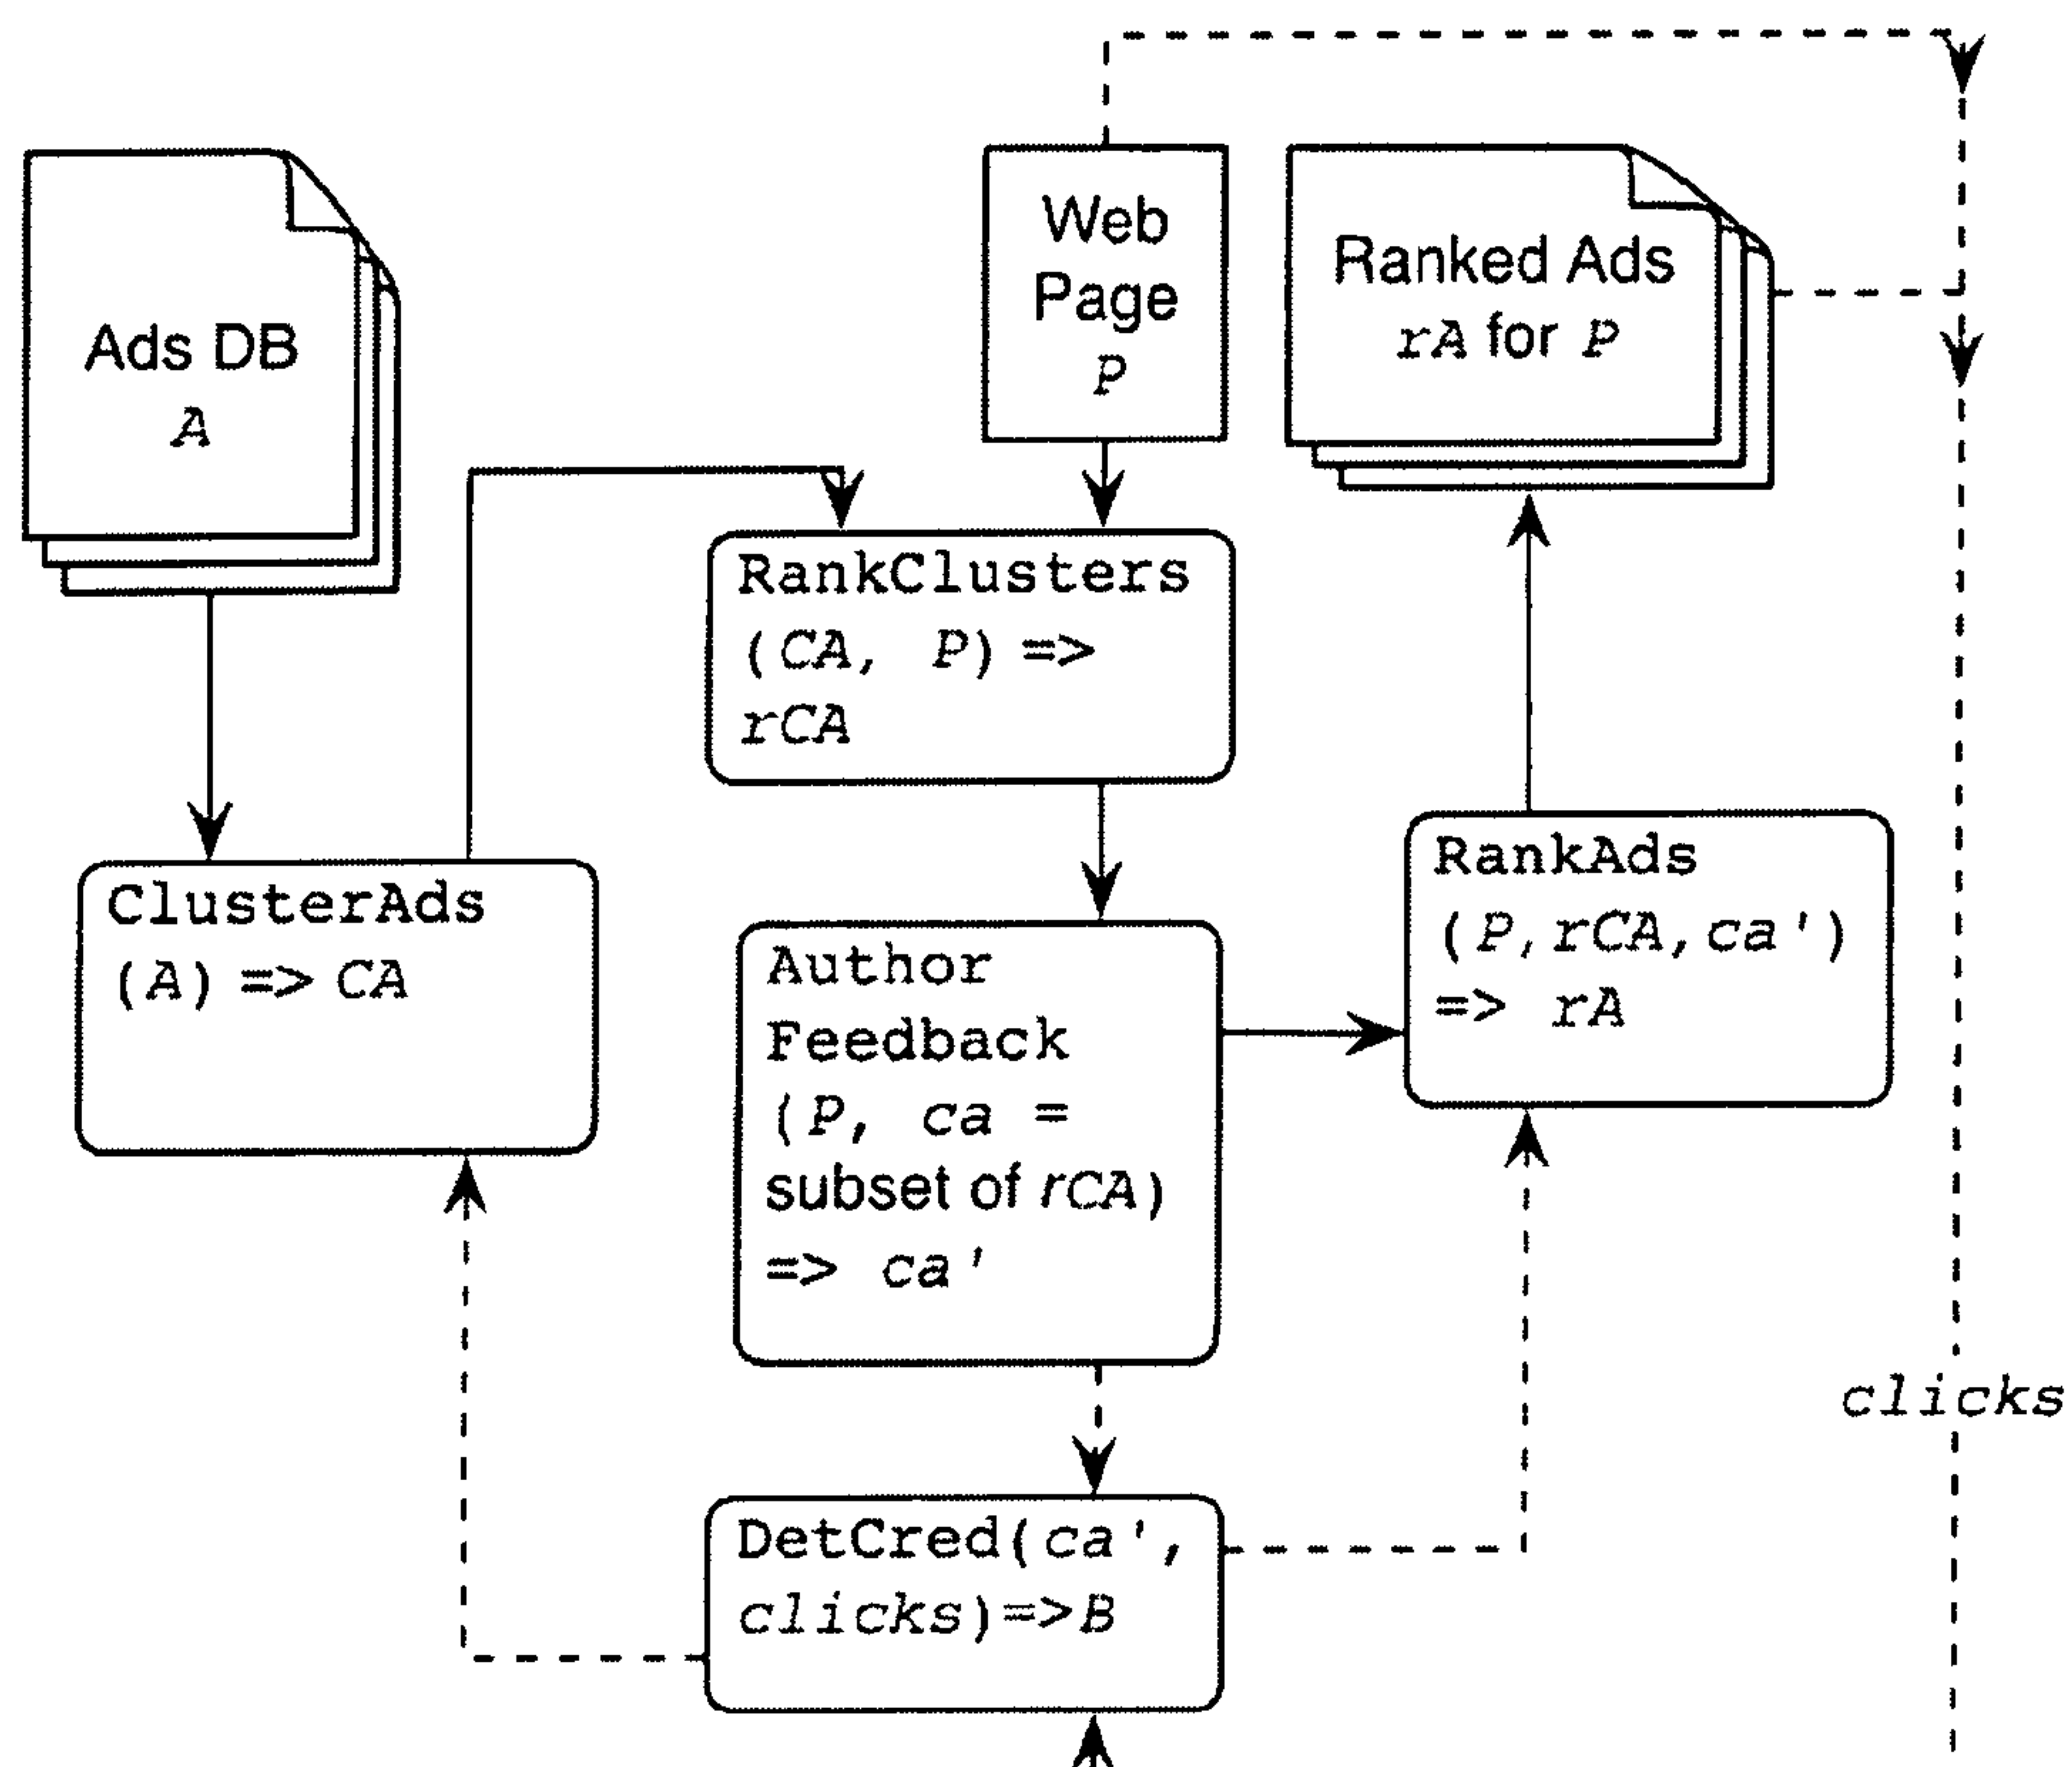 Web
Page
P
Ranked Ads
rA for P
Ads DB
A
RankClusters
(CA, P) =>
rCA
ClusterAds
(A) => CA
Author
Feedback
(P, ca =
subset of rCA)
=> ca'
RankAds
(P,rCA,ca')
=> rA
clicks
DetCred(ca',
clicks)=>B